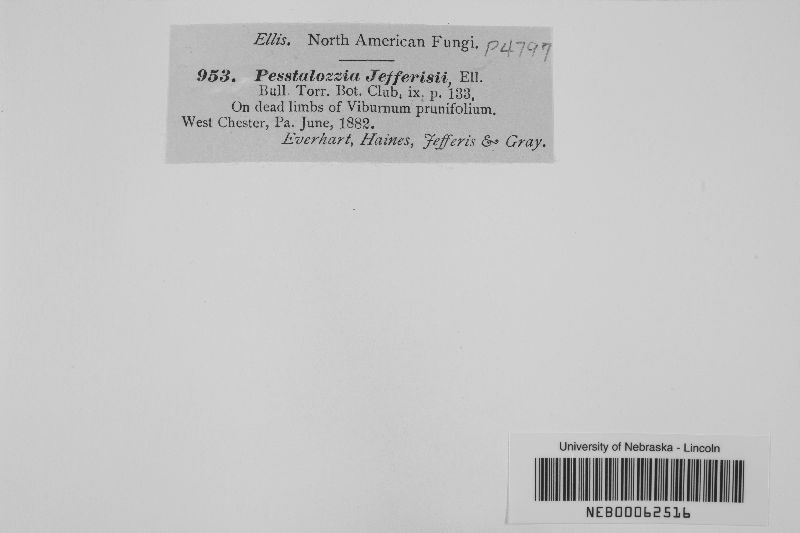 Ellis. North American Fungi. P4797
953. Pesstalozzia Jefferisii, Ell.
Bull. Torr. Bot. Club, ix, p. 133,
On dead limbs of Viburnum prunifolium.
West Chester, Pa. June, 1882.
Everhart, Haines, Jefferis & Gray.
University of Nebraska - Lincoln
NEB00062516